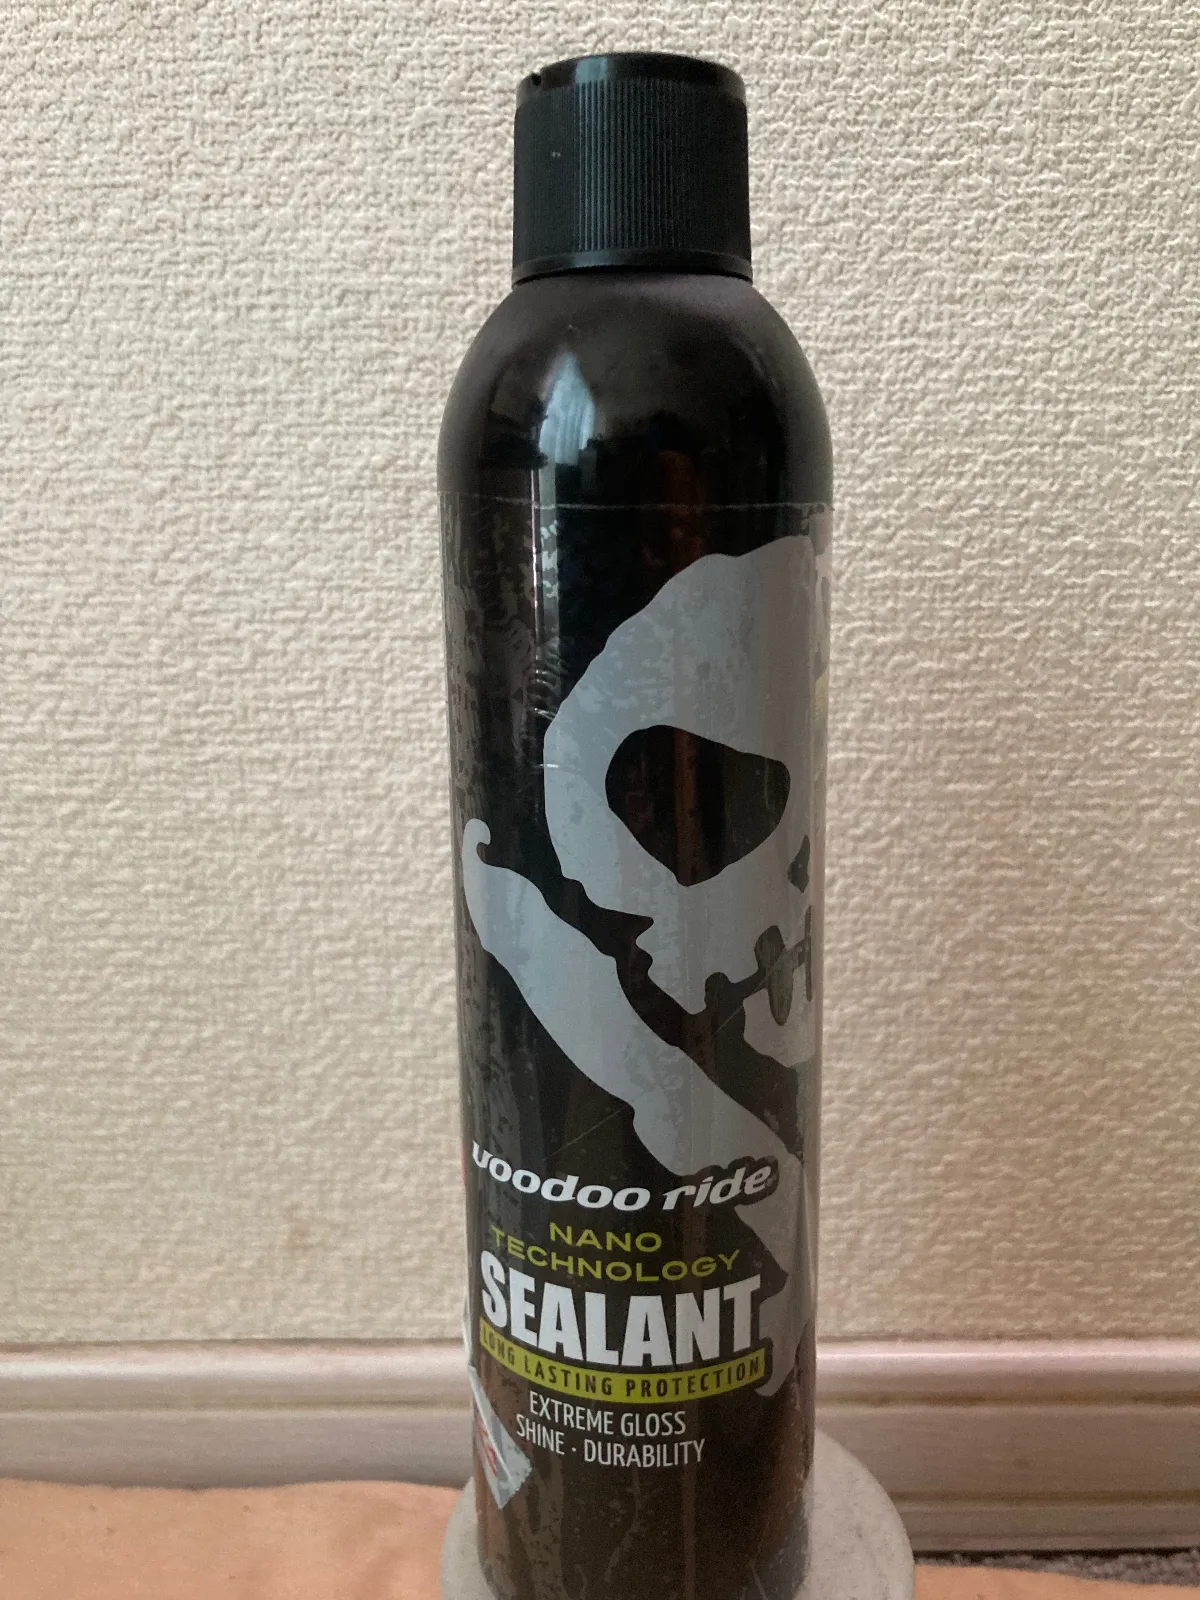 voodoo ride
NANO
TECHNOLOGY
SEALANT
LONG LASTING PROTECTION
EXTREME GLOSS
SHINE · DURABILITY